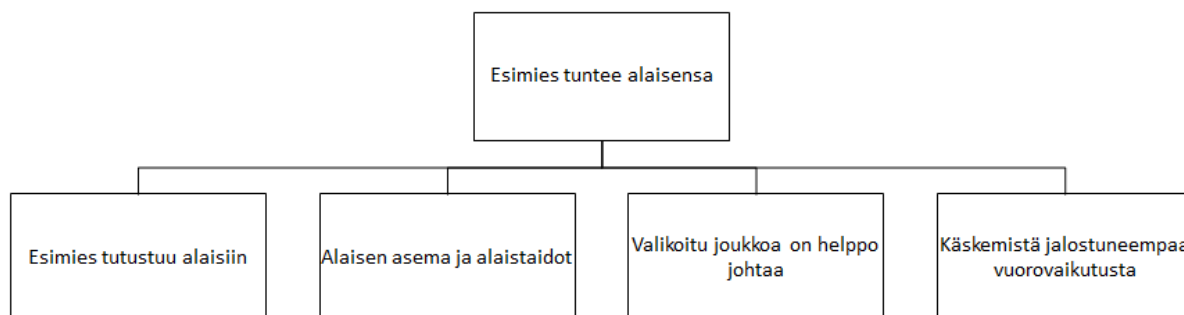 Esimies tuntee alaisensa
Esimies tutustuu alaisiin
Alaisen asema ja alaistaidot
Valikoitu joukkoa on helppo
johtaa
Käskemistä jalostuneempaa
vuorovaikutusta